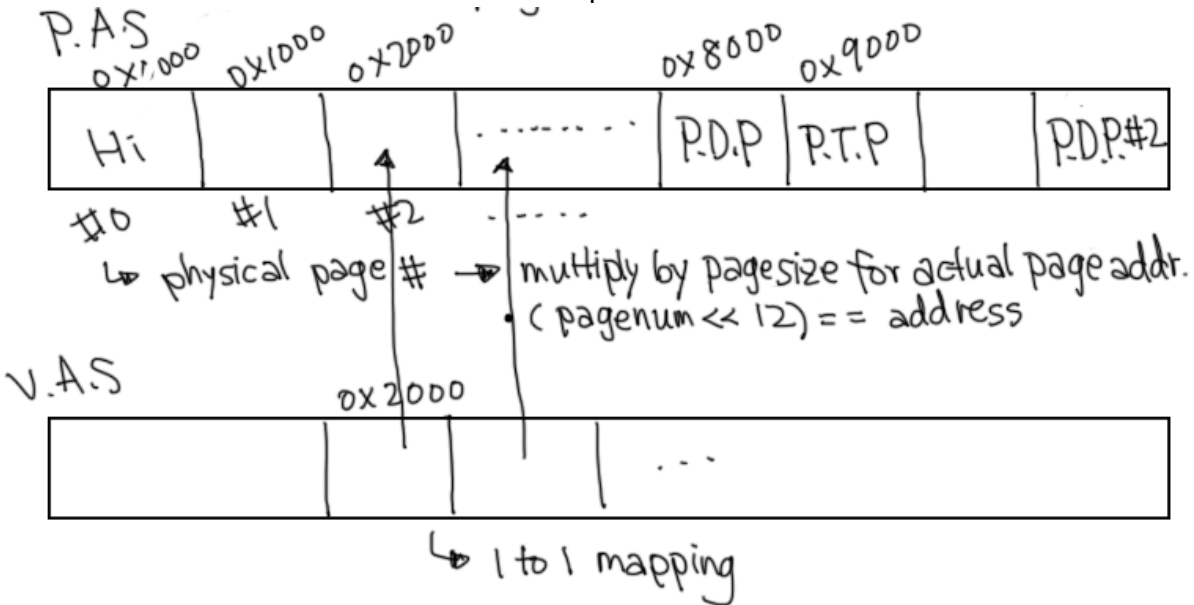 P.A.S
0x1000 0x2000 0x8000 0x9000
Hi ......... P.D.P P.T.P P.D.P.#2
#0 #1 #2 ......
↳ physical page # → multiply by pagesize for actual page addr.
• (pagenum << 12) == address
V.A.S
0x2000
...
↳ 1 to 1 mapping